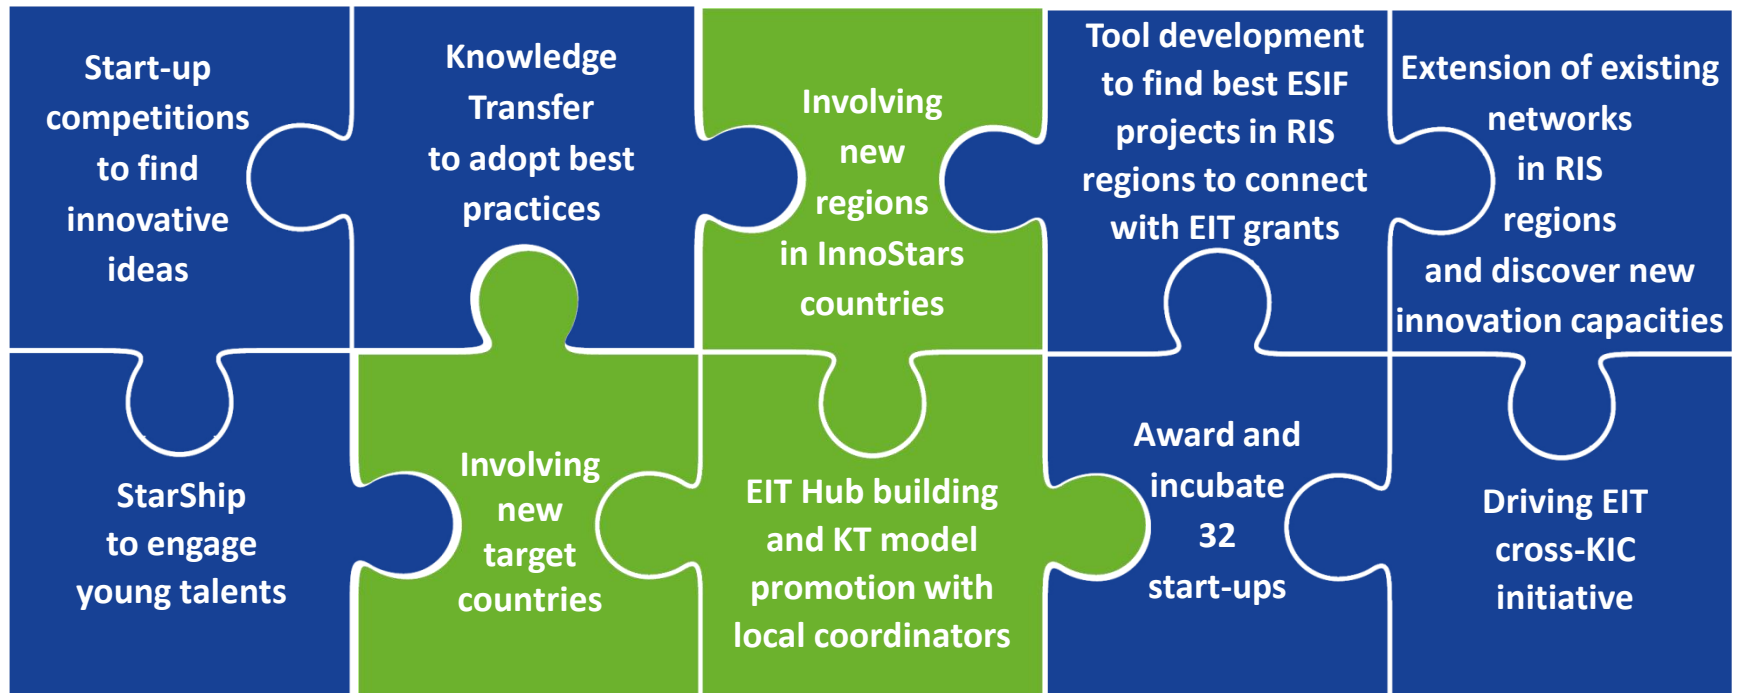 Start-up
competitions
to find
innovative
ideas
Knowledge
Transfer
to adopt best
practices
Involving
new
regions
in InnoStars
countries
Tool development
to find best ESIF
projects in RIS
regions to connect
with EIT grants
Extension of existing
networks
in RIS
regions
and discover new
innovation capacities
StarShip
to engage
young talents
Involving
new
target
countries
EIT Hub building
and KT model
promotion with
local coordinators
Award and
incubate
32
start-ups
Driving EIT
cross-KIC
initiative